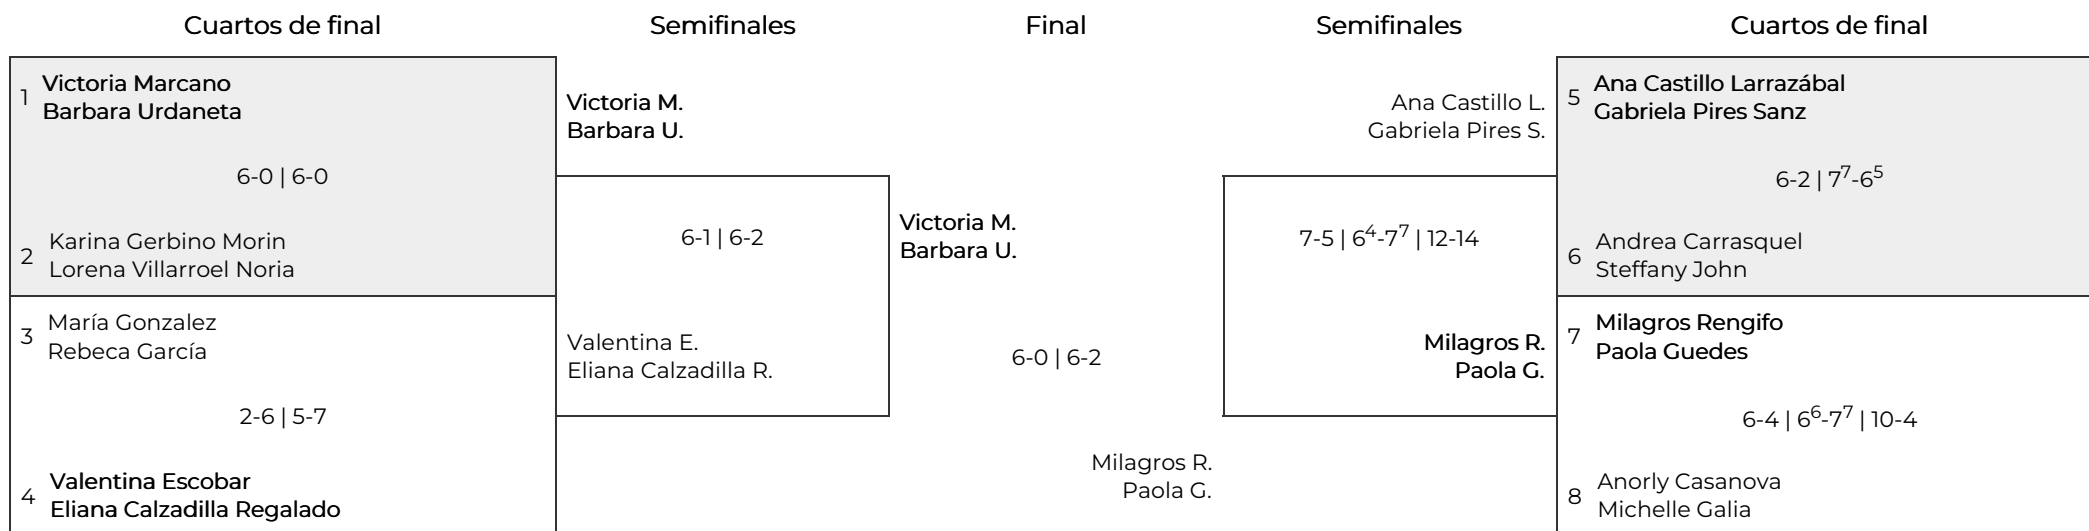 Cuartos de final
Semifinales
Final
Semifinales
Cuartos de final
1
Victoria Marcano
Barbara Urdaneta
6-0 | 6-0
2
Karina Gerbino Morin
Lorena Villarroel Noria
3
María Gonzalez
Rebeca García
2-6 | 5-7
4
Valentina Escobar
Eliana Calzadilla Regalado
Victoria M.
Barbara U.
6-1 | 6-2
Valentina E.
Eliana Calzadilla R.
Victoria M.
Barbara U.
6-0 | 6-2
Milagros R.
Paola G.
Ana Castillo L.
Gabriela Pires S.
7-5 | 6⁴-7⁷ | 12-14
Milagros R.
Paola G.
5
Ana Castillo Larrazábal
Gabriela Pires Sanz
6-2 | 7⁷-6⁵
6
Andrea Carrasquel
Steffany John
7
Milagros Rengifo
Paola Guedes
6-4 | 6⁶-7⁷ | 10-4
8
Anorly Casanova
Michelle Galia